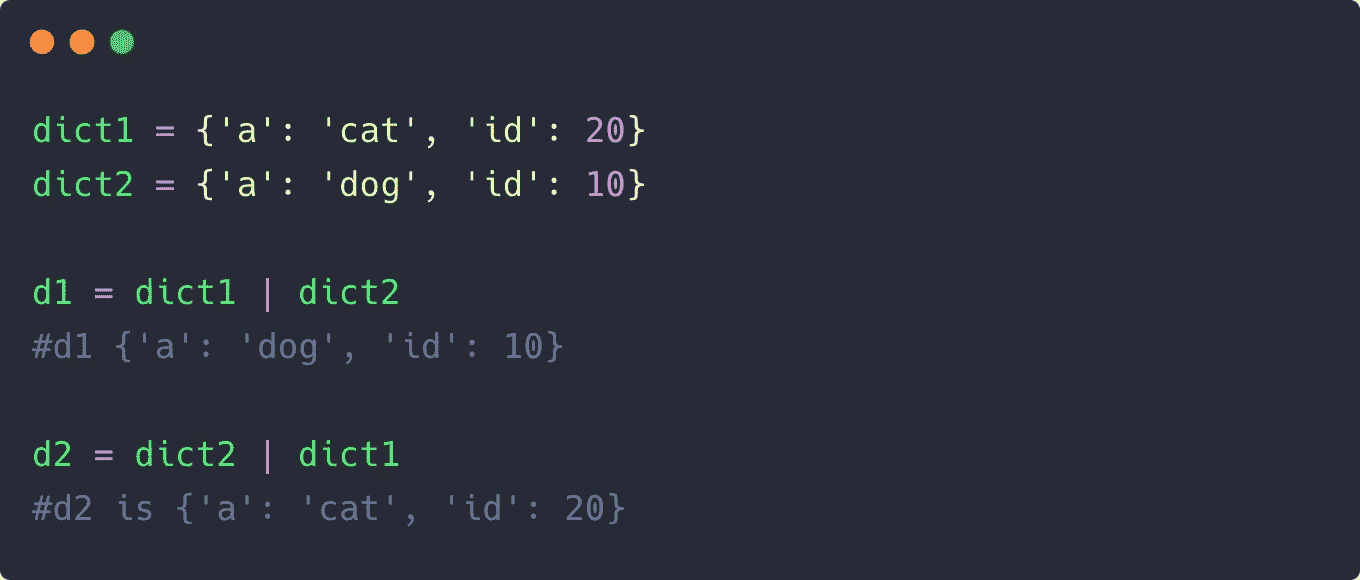 dict1 = {'a': 'cat', 'id': 20}
dict2 = {'a': 'dog', 'id': 10}
d1 = dict1 | dict2
#d1 {'a': 'dog', 'id': 10}
d2 = dict2 | dict1
#d2 is {'a': 'cat', 'id': 20}